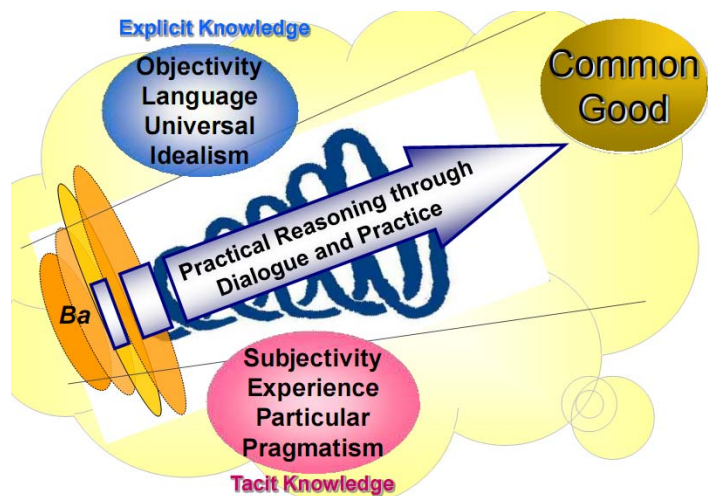 Explicit Knowledge
Objectivity
Language
Universal
Idealism
Common
Good
Practical Reasoning through
Dialogue and Practice
Ba
Subjectivity
Experience
Particular
Pragmatism
Tacit Knowledge